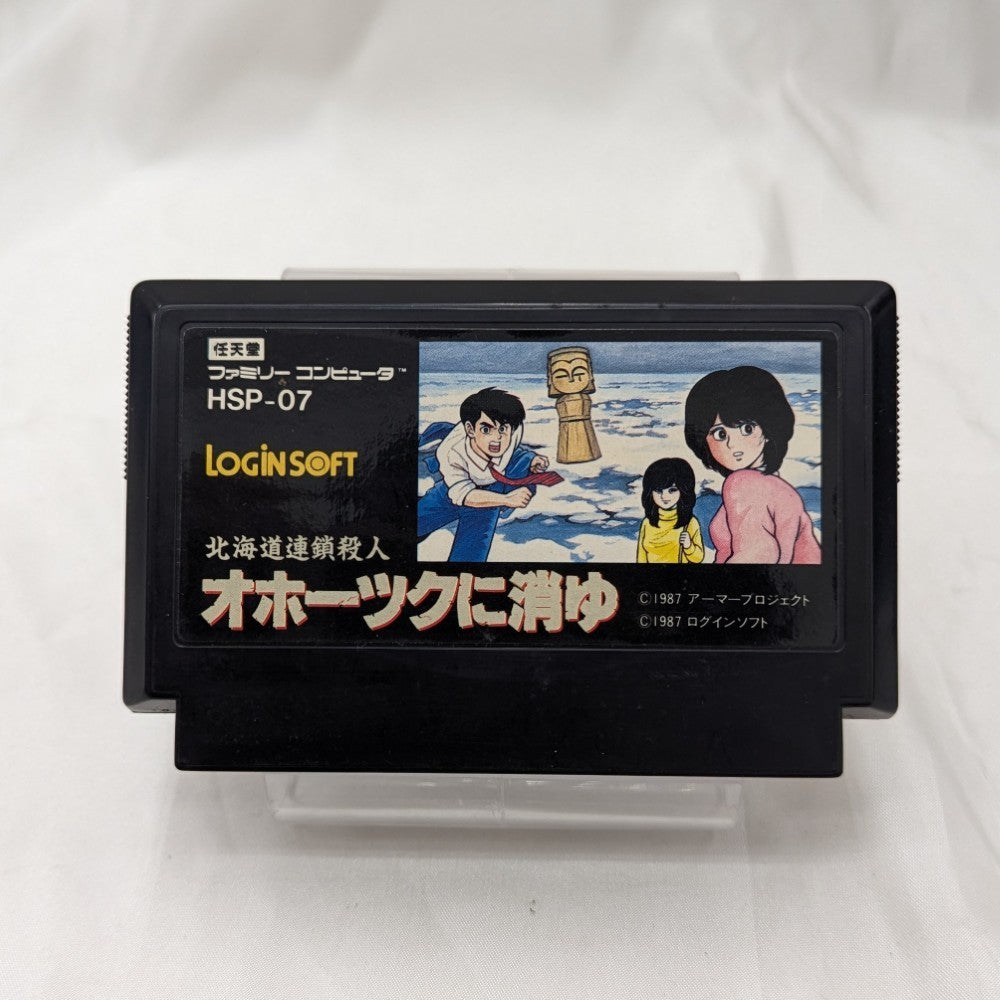 任天堂
ファミリー コンピュータ™
HSP-07
LOGiNSOFT
北海道連鎖殺人
オホーツクに消ゆ
©1987 アーマープロジェクト
©1987 ログインソフト